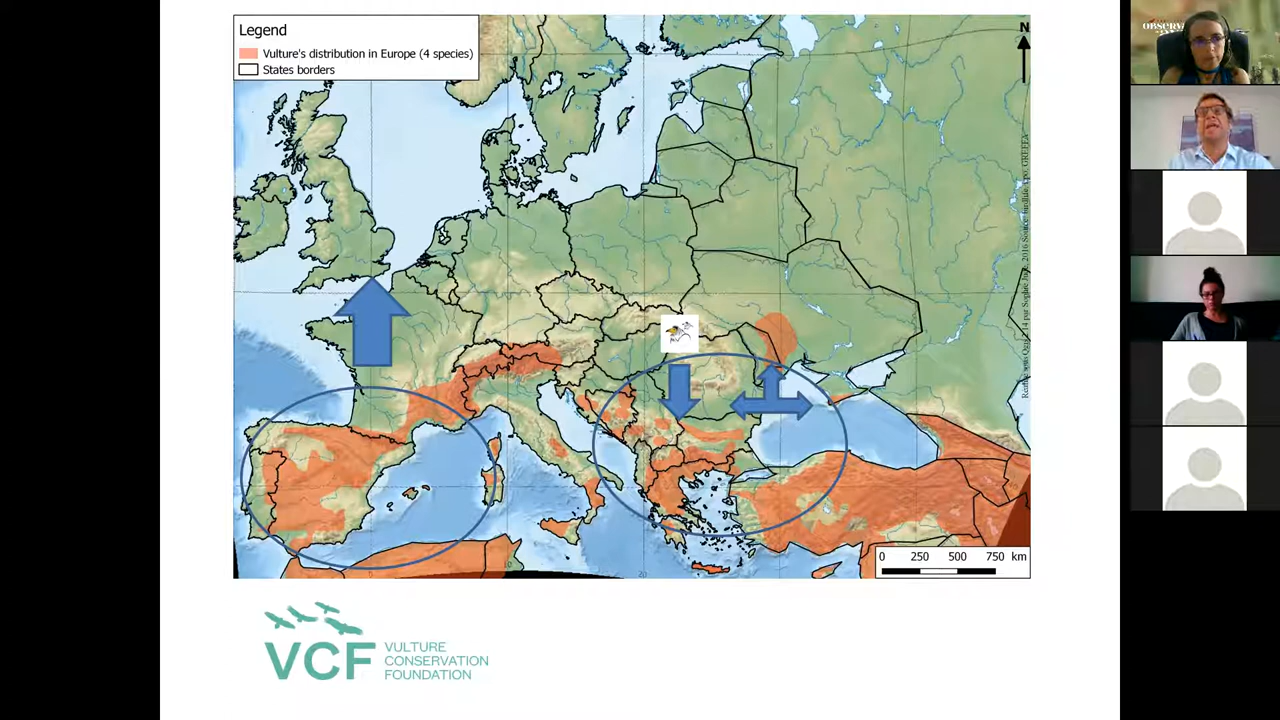 Legend
Vulture's distribution in Europe (4 species)
States borders
N
0 250 500 750 km
VCF
VULTURE
CONSERVATION
FOUNDATION